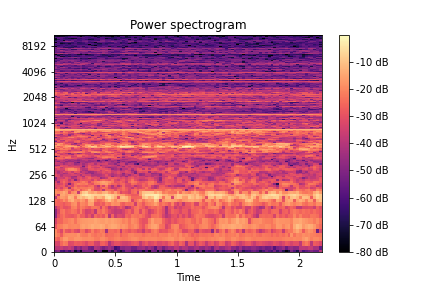 Power spectrogram
Hz
8192
4096
2048
1024
512
256
128
64
0
0
0.5
1
1.5
2
Time
-10 dB
-20 dB
-30 dB
-40 dB
-50 dB
-60 dB
-70 dB
-80 dB